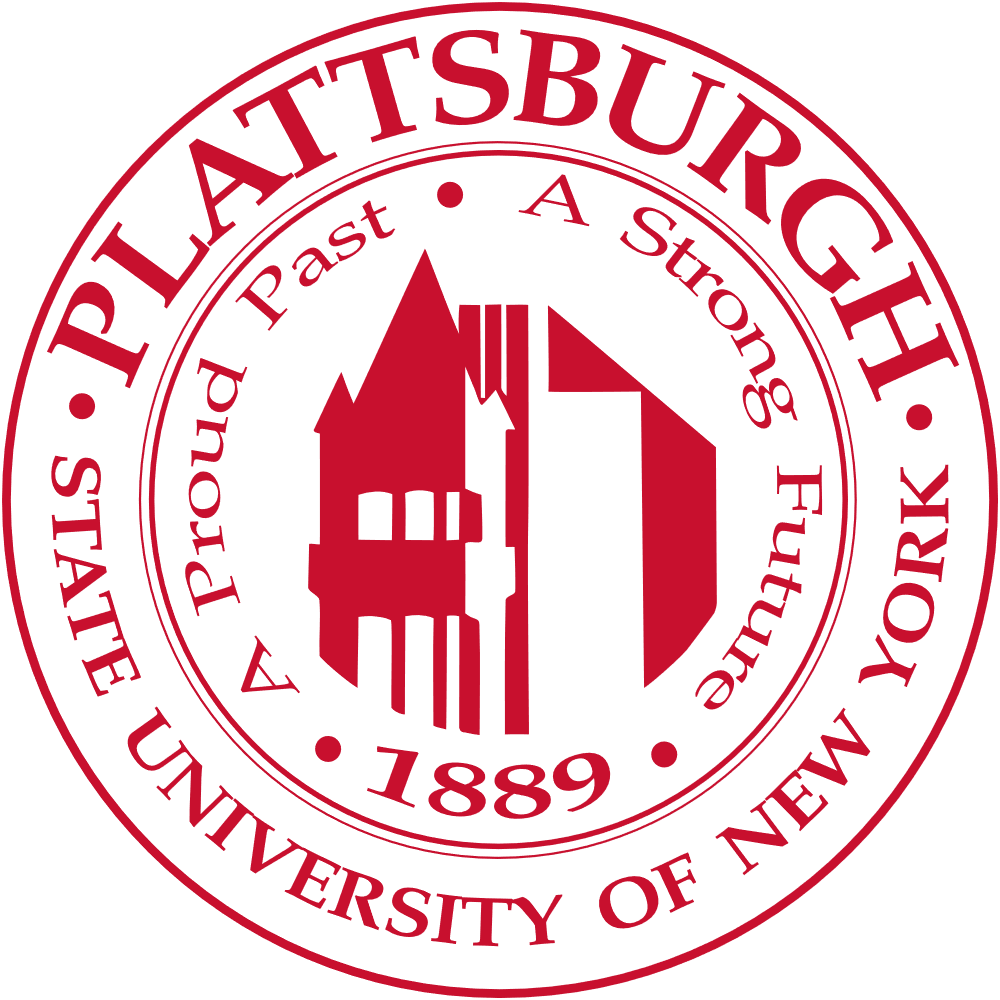 PLATTSBURGH
• STATE UNIVERSITY OF NEW YORK •
A Proud Past • A Strong Future
• 1889 •